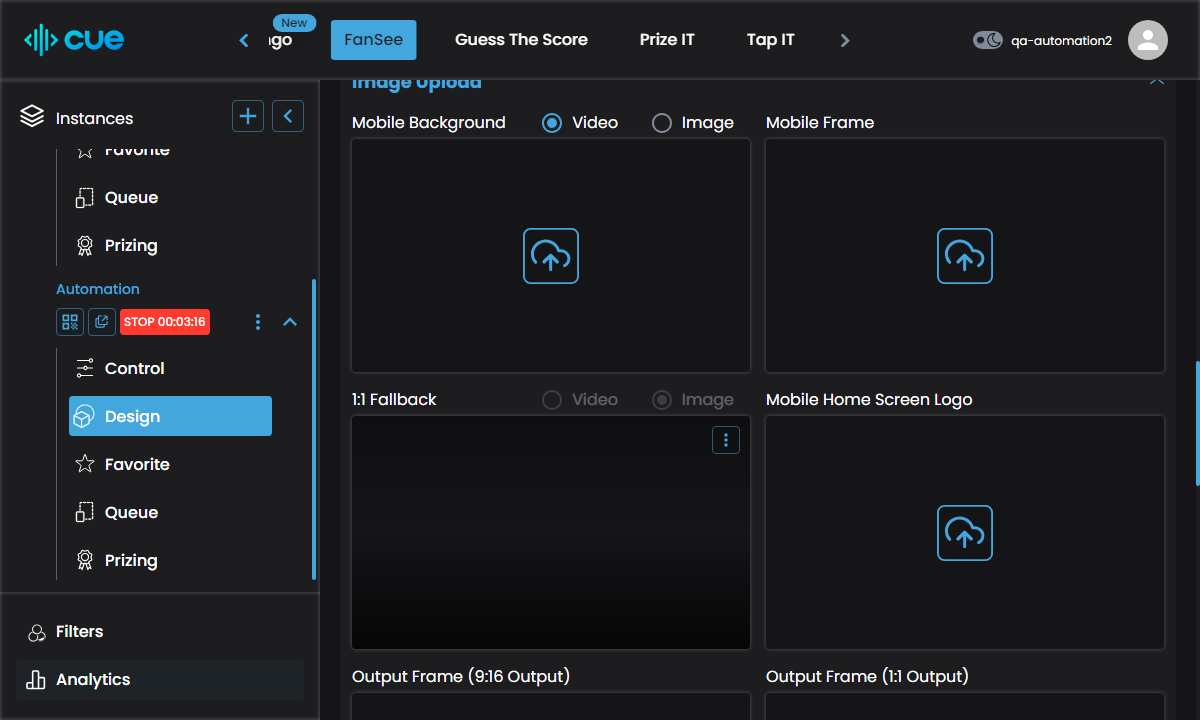 cue
New
FanSee
Guess The Score
Prize IT
Tap IT
qa-automation2
Instances
Favorite
Queue
Prizing
Automation
STOP 00:03:16
Control
Design
Favorite
Queue
Prizing
Filters
Analytics
Image Upload
Mobile Background
Video
Image
Mobile Frame
1:1 Fallback
Video
Image
Mobile Home Screen Logo
Output Frame (9:16 Output)
Output Frame (1:1 Output)